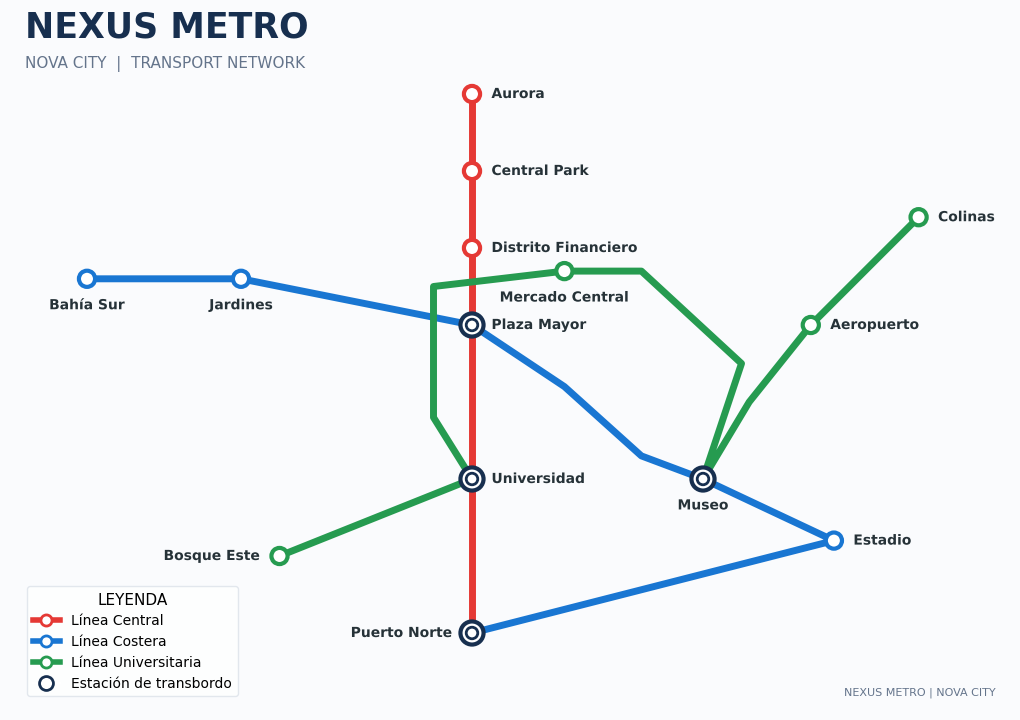 NEXUS METRO
NOVA CITY | TRANSPORT NETWORK
Aurora
Central Park
Colinas
Distrito Financiero
Mercado Central
Bahía Sur
Jardines
Plaza Mayor
Aeropuerto
Universidad
Museo
Estadio
Bosque Este
Puerto Norte
LEYENDA
Línea Central
Línea Costera
Línea Universitaria
Estación de transbordo
NEXUS METRO | NOVA CITY